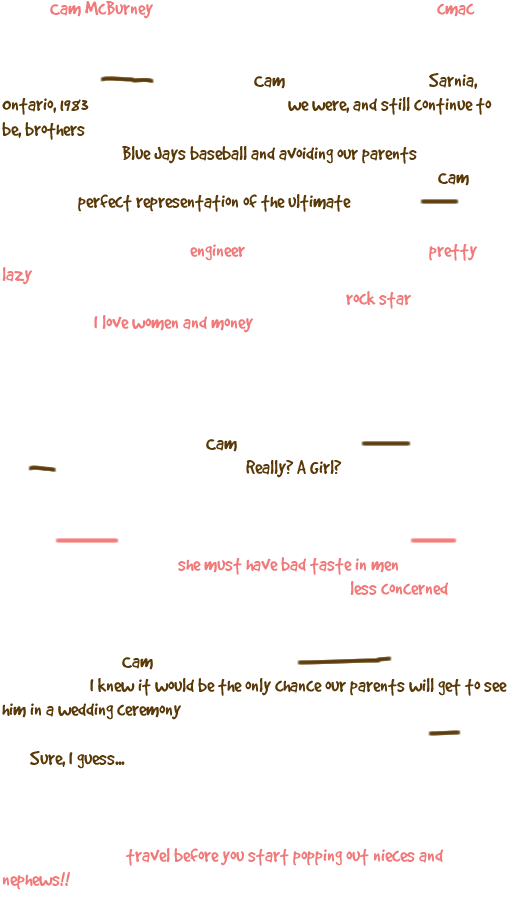 Cam McBurney cmac
Cam Sarnia,
Ontario, 1983 we were, and still continue to
be, brothers
Blue Jays baseball and avoiding our parents
Cam
perfect representation of the ultimate
engineer pretty
lazy
rock star
I love women and money
Cam
Really? A Girl?
she must have bad taste in men
less concerned
Cam
I knew it would be the only chance our parents will get to see
him in a wedding ceremony
Sure, I guess...
travel before you start popping out nieces and
nephews!!